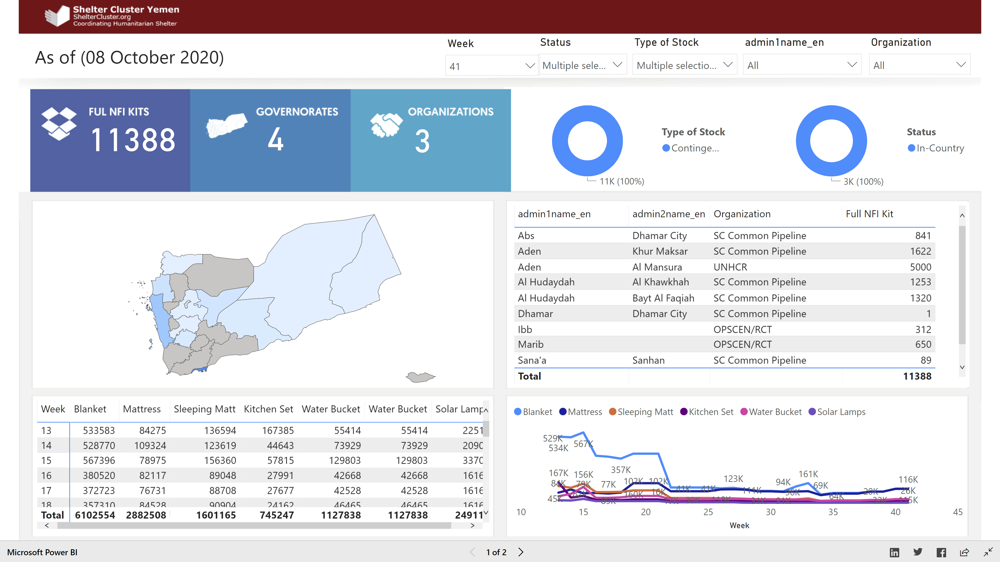 Shelter Cluster Yemen
ShelterCluster.org
Coordinating Humanitarian Shelter
As of (08 October 2020)
Week
41
Status
Multiple sele...
Type of Stock
Multiple selectio...
admin1name_en
All
Organization
All
FUL NFI KITS
11388
GOVERNORATES
4
ORGANIZATIONS
3
11K (100%)
Type of Stock
Continge...
3K (100%)
Status
In-Country
admin1name_en admin2name_en Organization Full NFI Kit
Abs Dhamar City SC Common Pipeline 841
Aden Khur Maksar SC Common Pipeline 1622
Aden Al Mansura UNHCR 5000
Al Hudaydah Al Khawkhah SC Common Pipeline 1253
Al Hudaydah Bayt Al Faqiah SC Common Pipeline 1320
Dhamar Dhamar City SC Common Pipeline 1
Ibb OPSCEN/RCT 312
Marib OPSCEN/RCT 650
Sana'a Sanhan SC Common Pipeline 89
Total 11388
Week Blanket Mattress Sleeping Matt Kitchen Set Water Bucket Water Bucket Solar Lamp
13 533583 84275 136594 167385 55414 55414 2251
14 528770 109324 123619 44643 73929 73929 2090
15 567396 78975 156360 57815 129803 129803 3370
16 380520 82117 89048 27991 42668 42668 1616
17 372723 76731 88708 27677 42528 42528 1616
18 357310 84528 90904 24162 46465 46465 1616
Total 6102554 2882508 1601165 745247 1127838 1127838 24911
Blanket Mattress Sleeping Matt Kitchen Set Water Bucket Solar Lamps
529K
534K
567K
357K
167K 156K
84K 79K 77K 102K 102K 41K 41K 123K 111K 94K 161K 69K 20K 116K
45K 82K 89K 160K 16K 17K 30K 118K 31K 96K 91K 64K 32K 26K 115K
10 15 20 25 30 35 40 45
Week
Microsoft Power BI
1 of 2